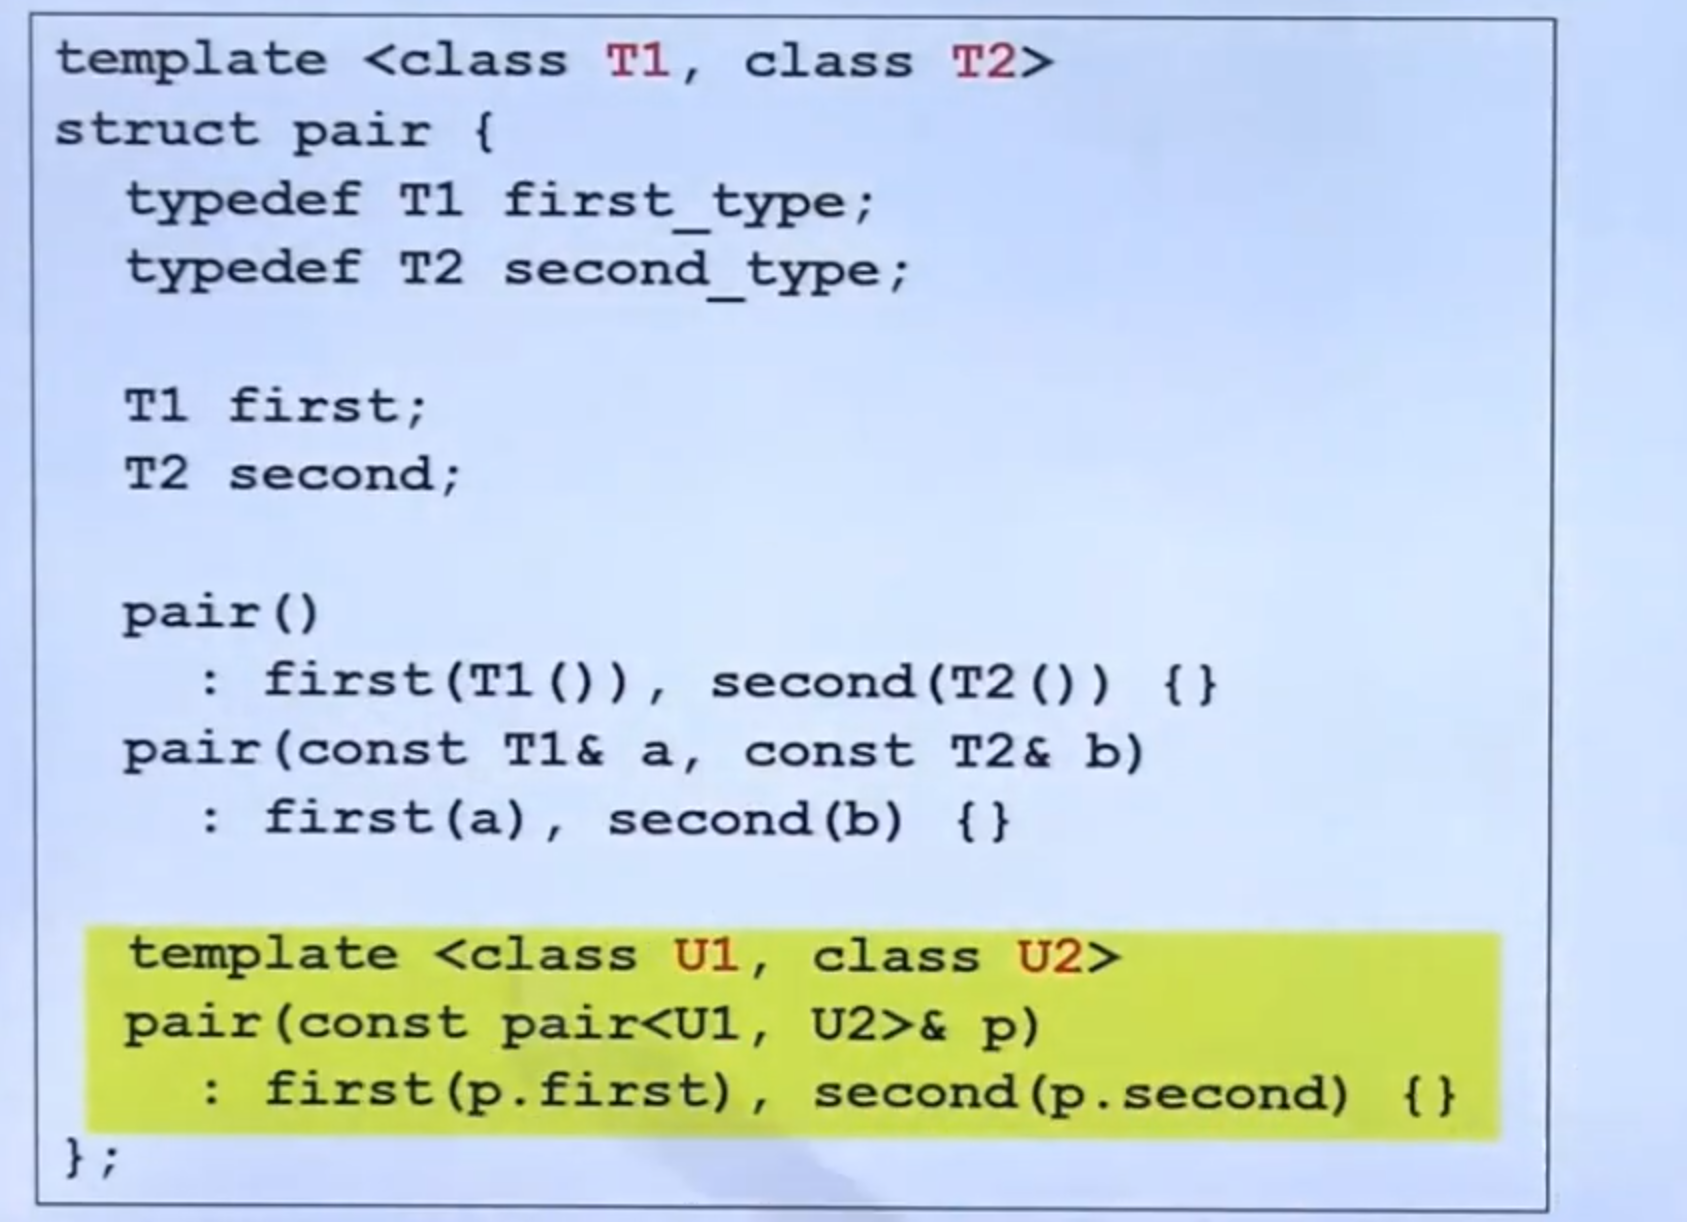 template <class T1, class T2>
struct pair {
typedef T1 first_type;
typedef T2 second_type;
T1 first;
T2 second;
pair()
: first(T1()), second(T2()) {}
pair(const T1& a, const T2& b)
: first(a), second(b) {}
template <class U1, class U2>
pair(const pair<U1, U2>& p)
: first(p.first), second(p.second) {}
};